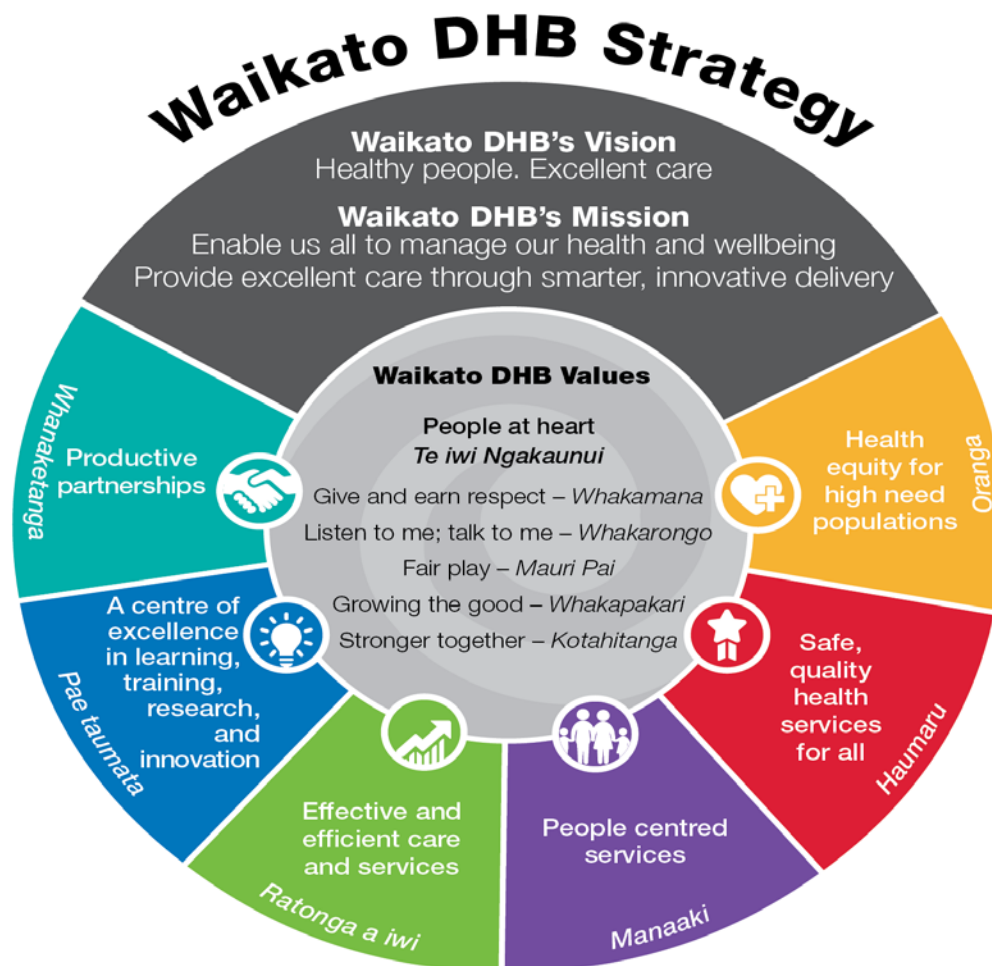 Waikato DHB Strategy
Waikato DHB's Vision
Healthy people. Excellent care
Waikato DHB's Mission
Enable us all to manage our health and wellbeing
Provide excellent care through smarter, innovative delivery
Waikato DHB Values
People at heart
Te iwi Ngakaunui
Give and earn respect – Whakamana
Listen to me; talk to me – Whakarongo
Fair play – Mauri Pai
Growing the good – Whakapakari
Stronger together – Kotahitanga
Health
equity for
high need
populations
Oranga
Safe,
quality
health
services
for all
Haumaru
People centred
services
Manaaki
Effective and
efficient care
and services
Ratonga a iwi
A centre of
excellence
in learning,
training,
research,
and
innovation
Pae taumata
Productive
partnerships
Whanaketanga